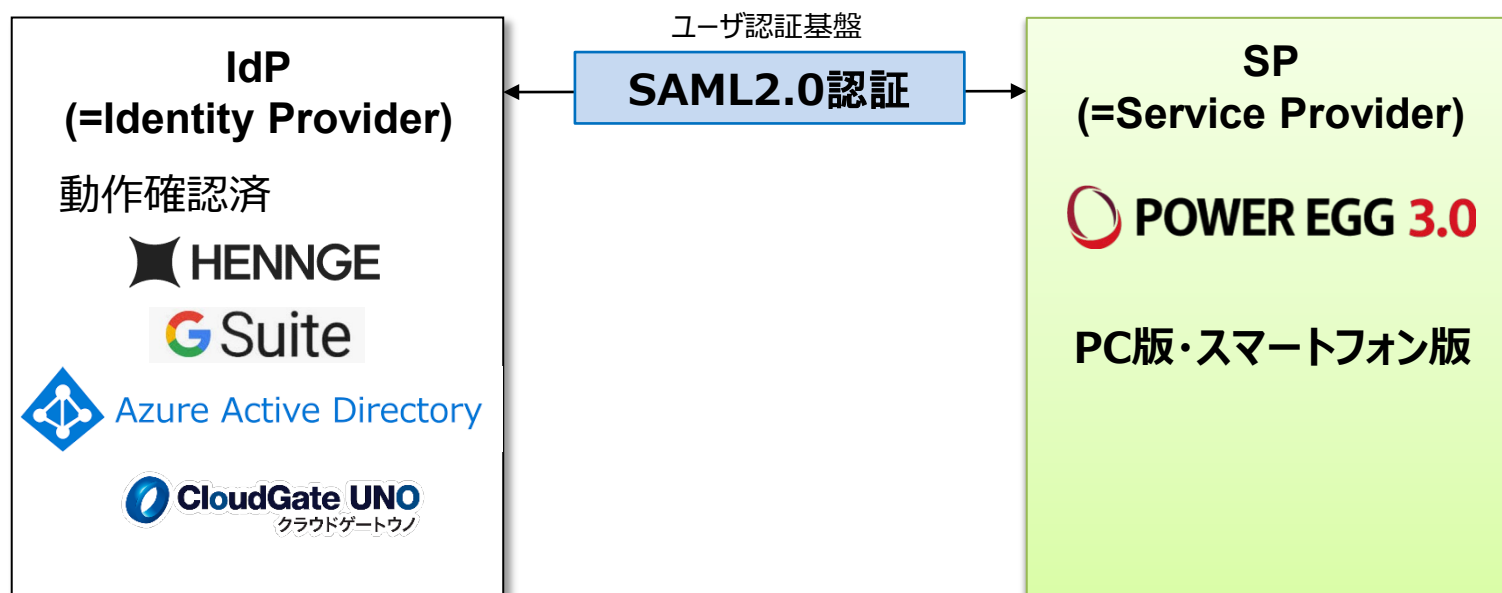 ユーザ認証基盤
SAML2.0認証
IdP
(=Identity Provider)
動作確認済
HENNGE
G Suite
Azure Active Directory
CloudGate UNO
クラウドゲートウノ
SP
(=Service Provider)
POWER EGG 3.0
PC版・スマートフォン版